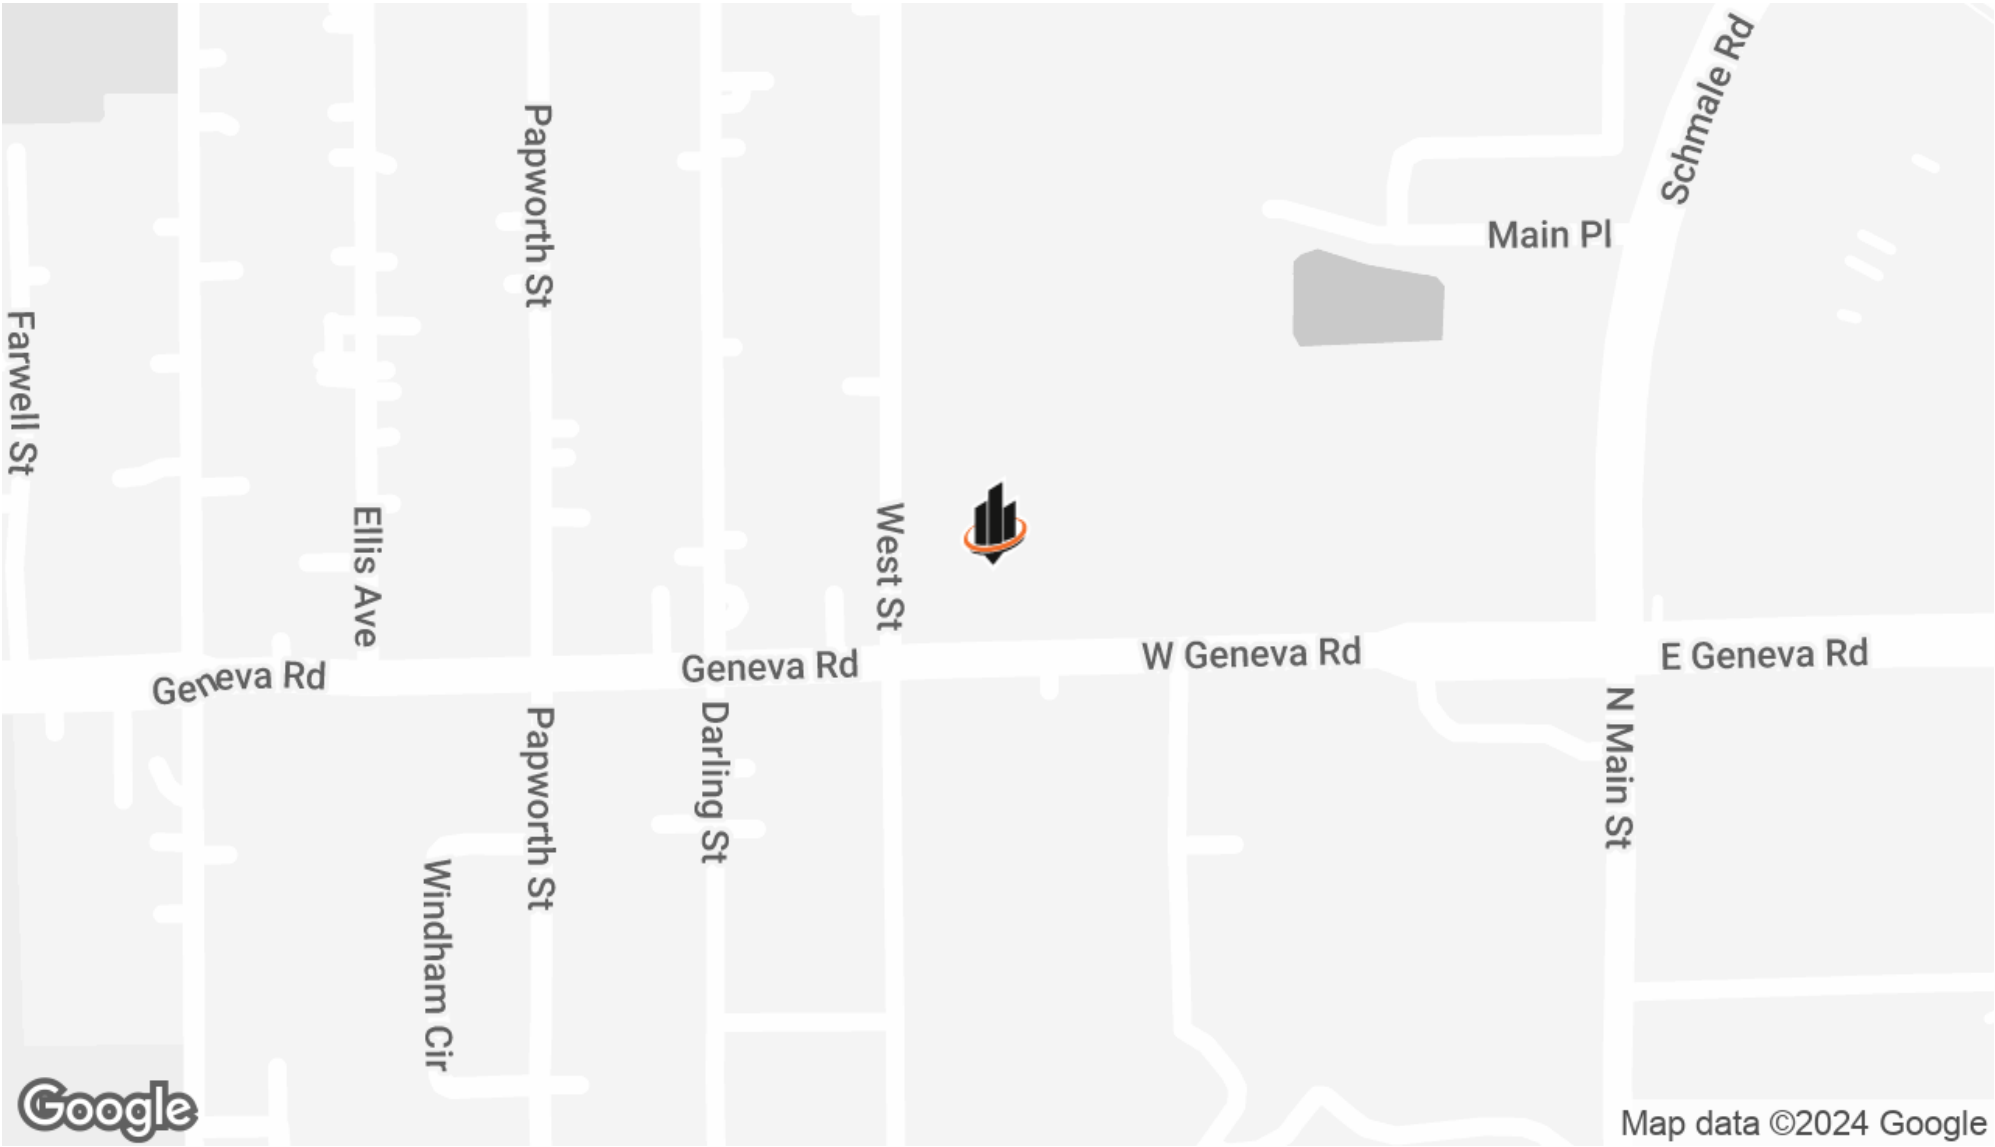 Schmale Rd
Papworth St
Main Pl
Farwell St
Ellis Ave
West St
Geneva Rd
Geneva Rd
W Geneva Rd
E Geneva Rd
Papworth St
Darling St
N Main St
Windham Cir
Google
Map data ©2024 Google